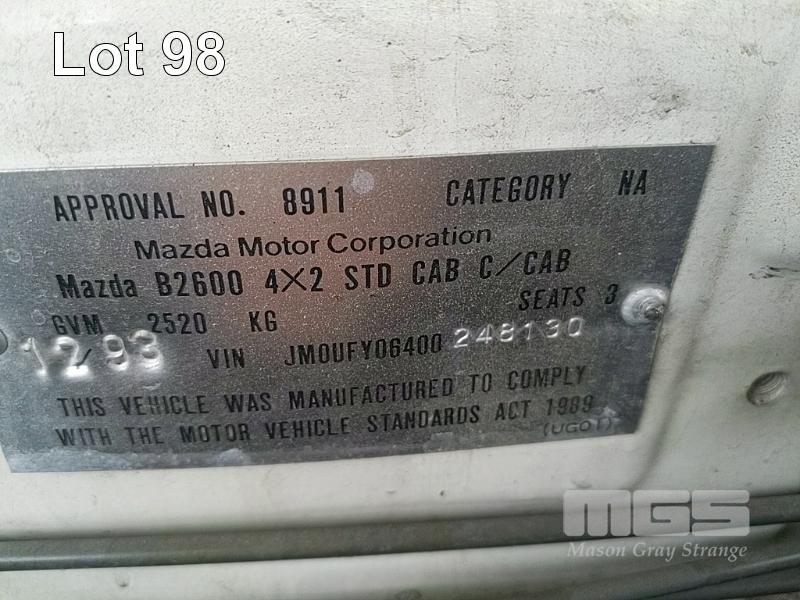 Lot 98
APPROVAL NO. 8911 CATEGORY NA
Mazda Motor Corporation
Mazda B2600 4X2 STD CAB C/CAB
GVM 2520 KG SEATS 3
12/93 VIN JM0UFY06400 248130
THIS VEHICLE WAS MANUFACTURED TO COMPLY
WITH THE MOTOR VEHICLE STANDARDS ACT 1989
(UG01)
MGS
Mason Gray Strange